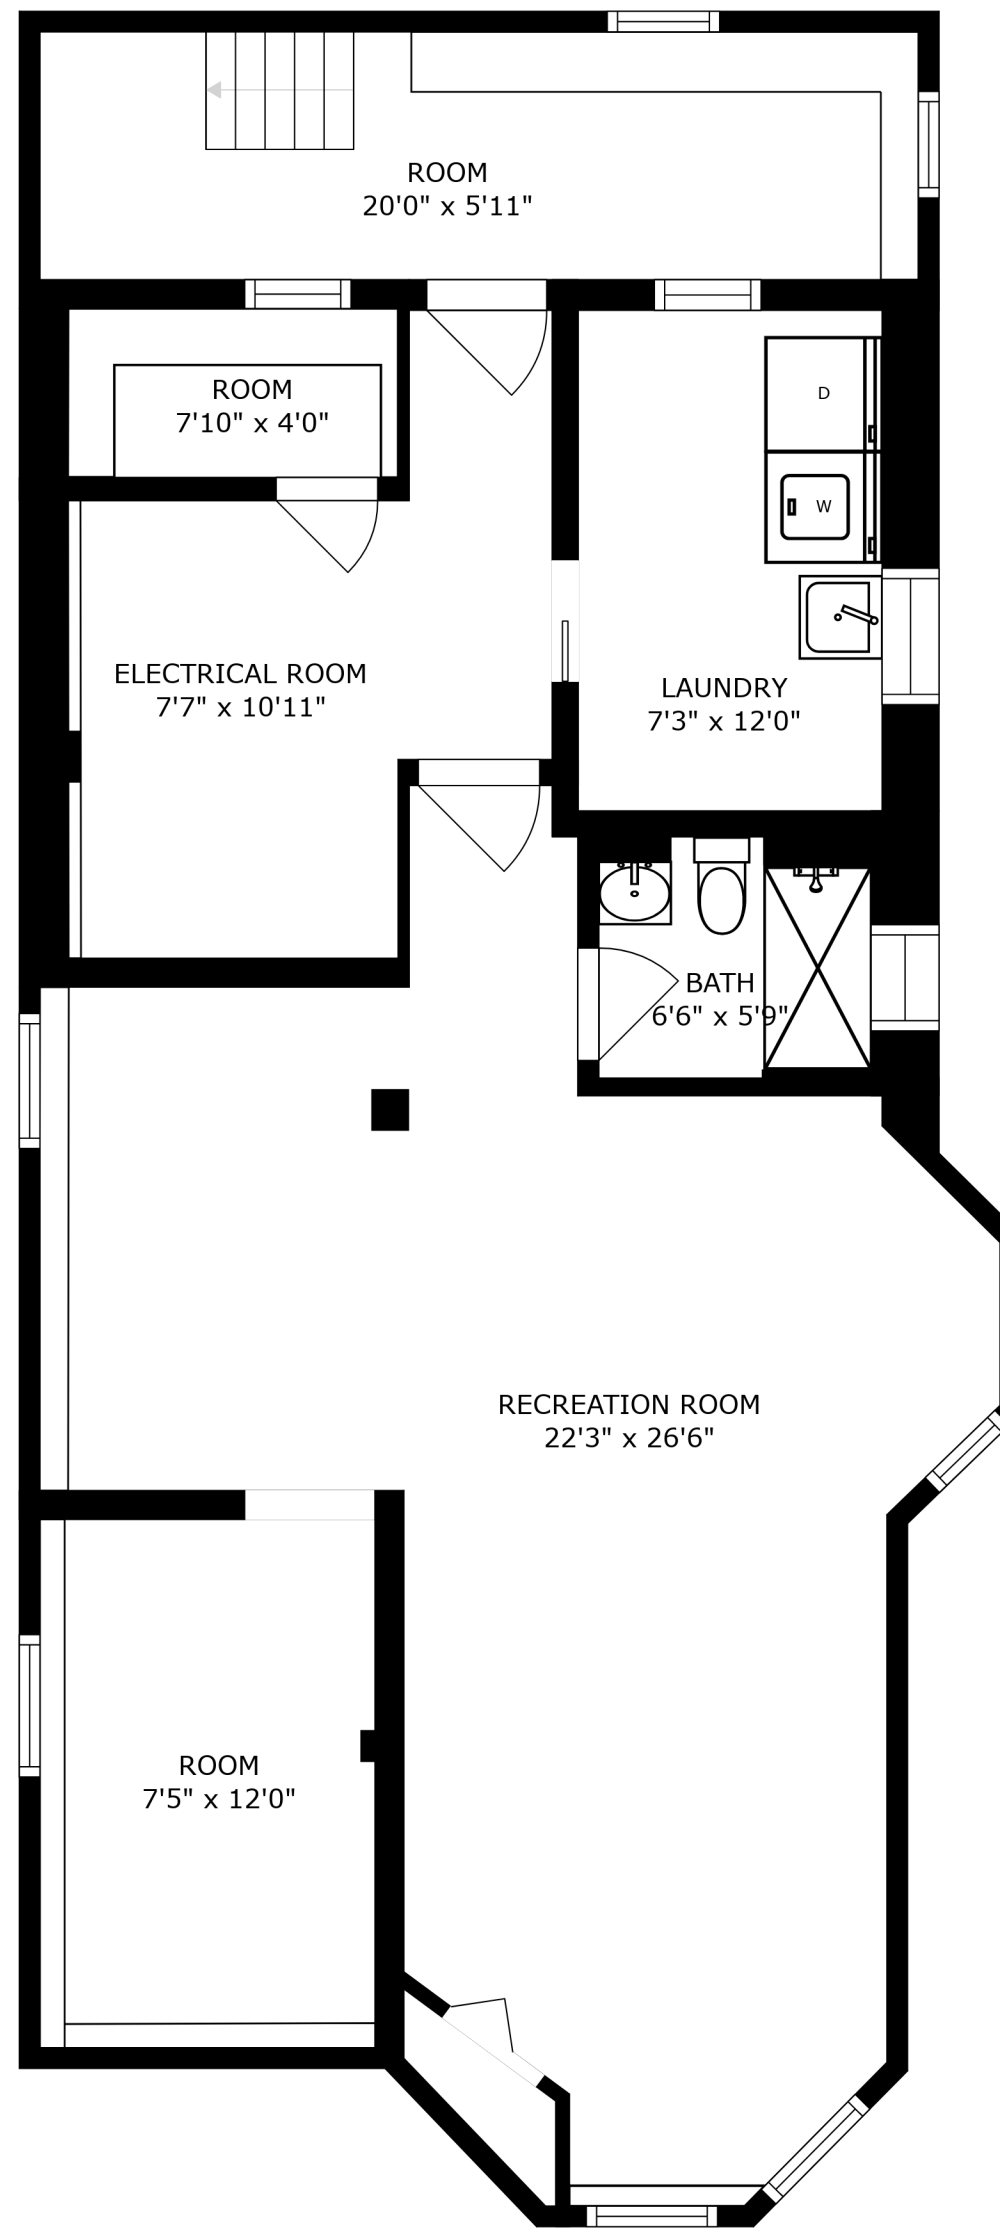 ROOM
20'0" x 5'11"
ROOM
7'10" x 4'0"
D
W
ELECTRICAL ROOM
7'7" x 10'11"
LAUNDRY
7'3" x 12'0"
BATH
6'6" x 5'9"
RECREATION ROOM
22'3" x 26'6"
ROOM
7'5" x 12'0"